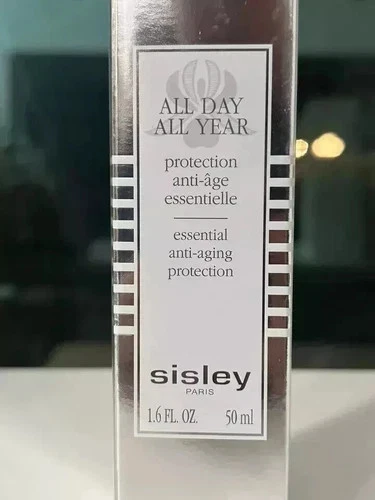 ALL DAY
ALL YEAR
protection
anti-âge
essentielle
essential
anti-aging
protection
sisley
PARIS
1.6 FL. OZ. 50 ml